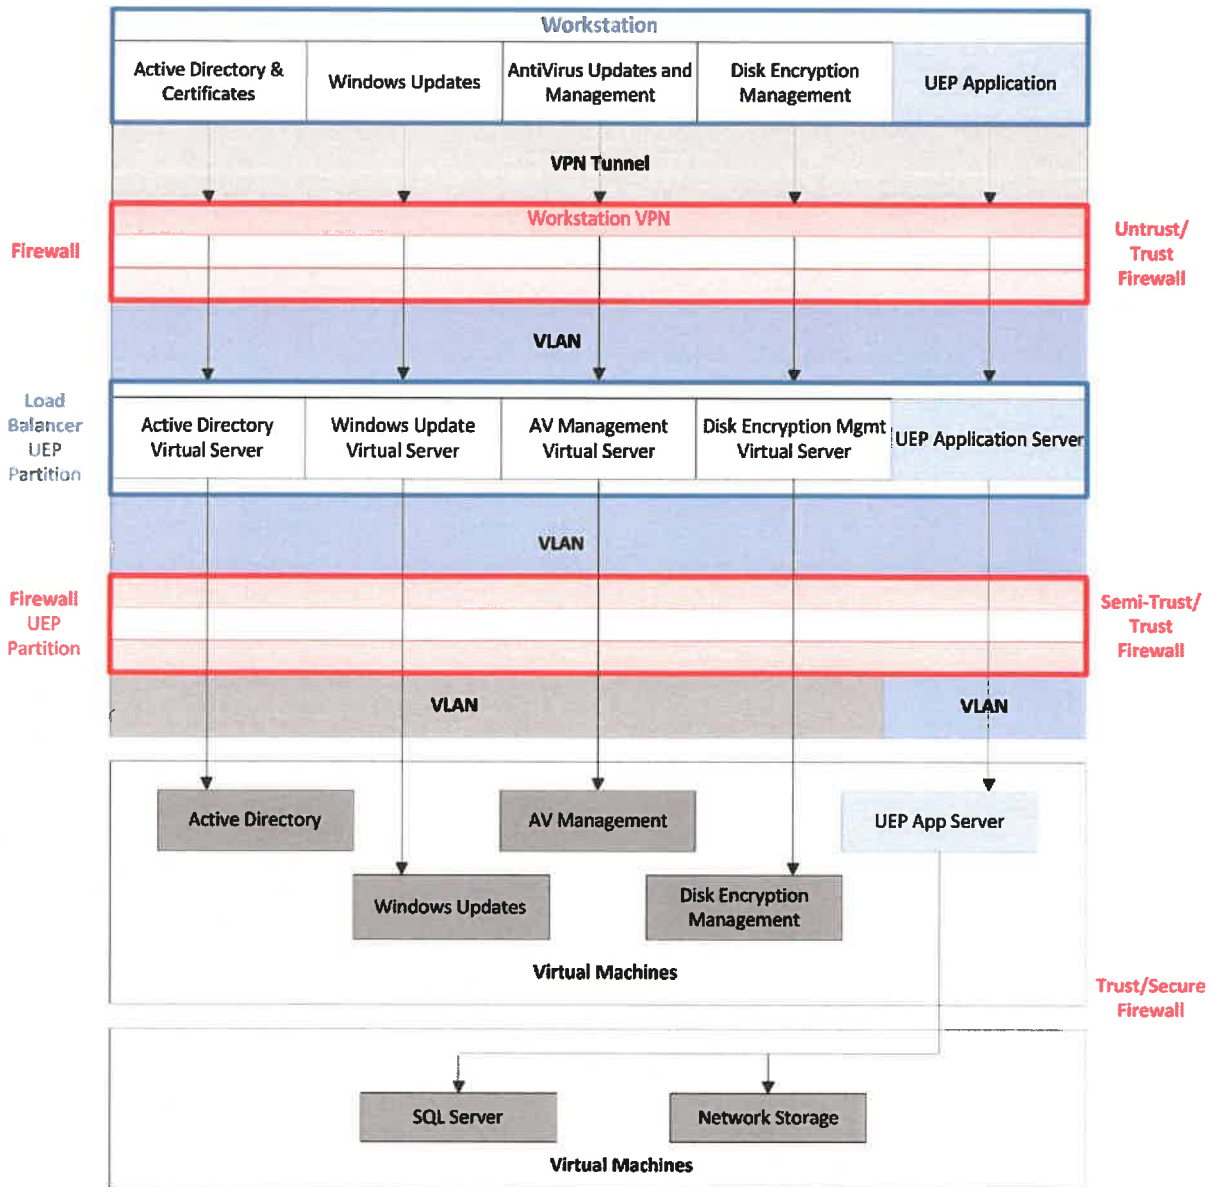 Workstation
Active Directory &
Certificates
Windows Updates
AntiVirus Updates and
Management
Disk Encryption
Management
UEP Application
VPN Tunnel
Workstation VPN
Firewall
Untrust/
Trust
Firewall
VLAN
Load
Balancer
UEP
Partition
Active Directory
Virtual Server
Windows Update
Virtual Server
AV Management
Virtual Server
Disk Encryption Mgmt
Virtual Server
UEP Application Server
VLAN
Firewall
UEP
Partition
Semi-Trust/
Trust
Firewall
VLAN
VLAN
Active Directory
AV Management
UEP App Server
Windows Updates
Disk Encryption
Management
Virtual Machines
Trust/Secure
Firewall
SQL Server
Network Storage
Virtual Machines